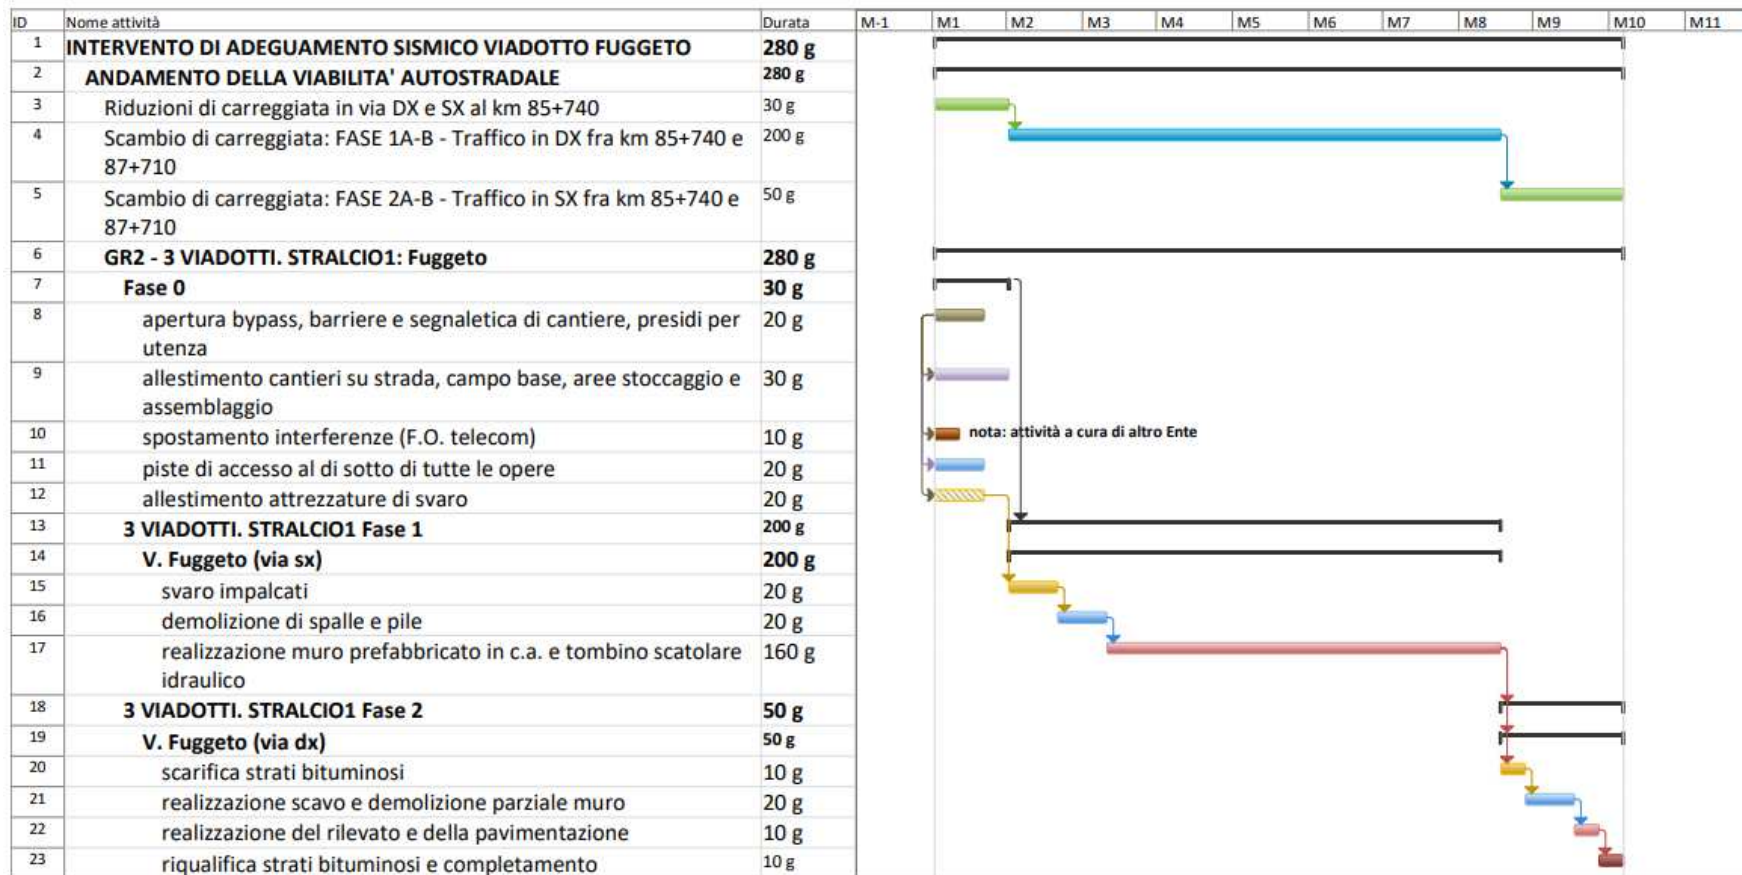 ID Nome attività Durata M-1 M1 M2 M3 M4 M5 M6 M7 M8 M9 M10 M11
1 INTERVENTO DI ADEGUAMENTO SISMICO VIADOTTO FUGGETO 280 g
2 ANDAMENTO DELLA VIABILITA' AUTOSTRADALE 280 g
3 Riduzioni di carreggiata in via DX e SX al km 85+740 30 g
4 Scambio di carreggiata: FASE 1A-B - Traffico in DX fra km 85+740 e 200 g
87+710
5 Scambio di carreggiata: FASE 2A-B - Traffico in SX fra km 85+740 e 50 g
87+710
6 GR2 - 3 VIADOTTI. STRALCIO1: Fuggeto 280 g
7 Fase 0 30 g
8 apertura bypass, barriere e segnaletica di cantiere, presidi per 20 g
utenza
9 allestimento cantieri su strada, campo base, aree stoccaggio e 30 g
assemblaggio
10 spostamento interferenze (F.O. telecom) 10 g nota: attività a cura di altro Ente
11 piste di accesso al di sotto di tutte le opere 20 g
12 allestimento attrezzature di svaro 20 g
13 3 VIADOTTI. STRALCIO1 Fase 1 200 g
14 V. Fuggeto (via sx) 200 g
15 svaro impalcati 20 g
16 demolizione di spalle e pile 20 g
17 realizzazione muro prefabbricato in c.a. e tombino scatolare 160 g
idraulico
18 3 VIADOTTI. STRALCIO1 Fase 2 50 g
19 V. Fuggeto (via dx) 50 g
20 scarifica strati bituminosi 10 g
21 realizzazione scavo e demolizione parziale muro 20 g
22 realizzazione del rilevato e della pavimentazione 10 g
23 riqualifica strati bituminosi e completamento 10 g